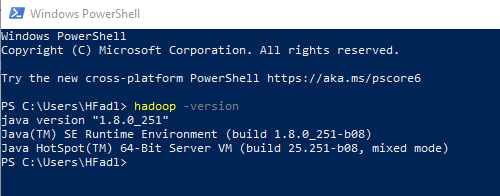 Windows PowerShell
Windows PowerShell
Copyright (C) Microsoft Corporation. All rights reserved.
Try the new cross-platform PowerShell https://aka.ms/pscore6
PS C:\Users\HFadl> hadoop -version
java version "1.8.0_251"
Java(TM) SE Runtime Environment (build 1.8.0_251-b08)
Java HotSpot(TM) 64-Bit Server VM (build 25.251-b08, mixed mode)
PS C:\Users\HFadl>